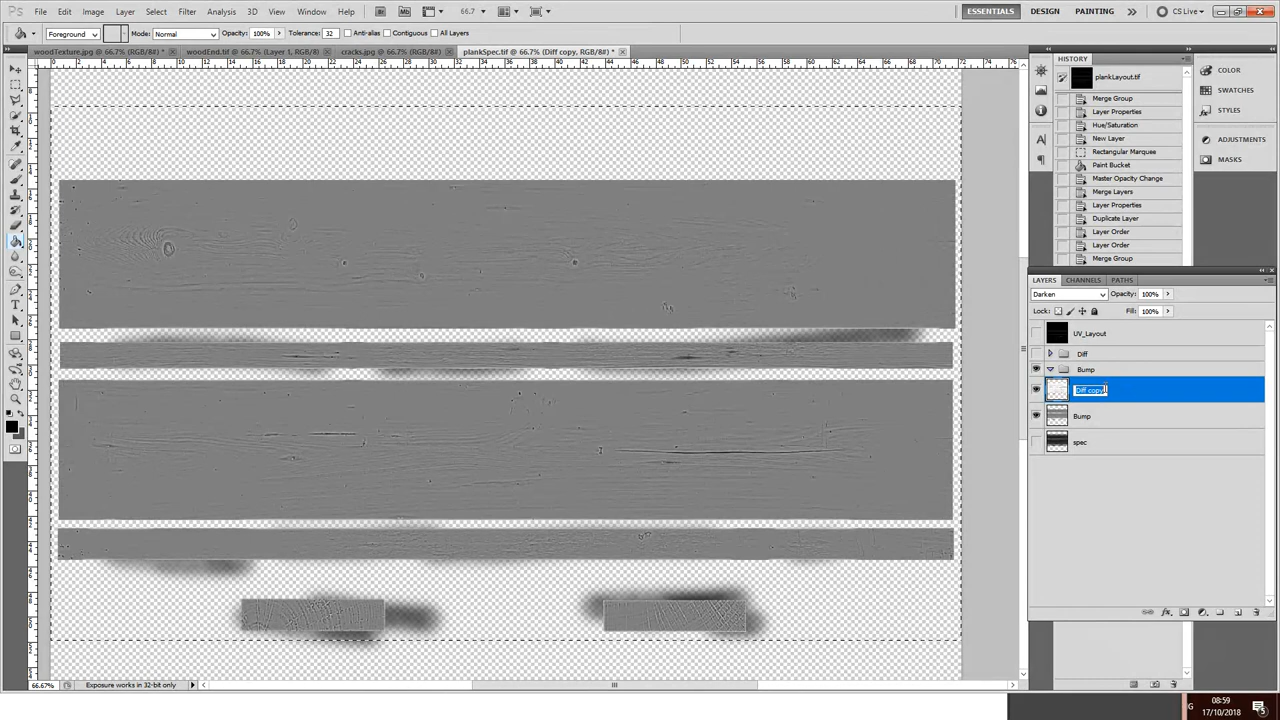 File Edit Image Layer Select Filter Analysis 3D View Window Help Br Mb 66.7 ESSENTIALS DESIGN PAINTING CS Live
Foreground Mode: Normal Opacity: 100% Tolerance: 32 Anti-alias Contiguous All Layers
woodTexture.jpg @ 66.7% (RGB/8#) * woodEnd.tif @ 66.7% (Layer 1, RGB/8) cracks.jpg @ 66.7% (RGB/8#) plankSpec.tif @ 66.7% (Diff copy, RGB/8#) *
HISTORY
plankLayout.tif
Merge Group
Layer Properties
Hue/Saturation
New Layer
Rectangular Marquee
Paint Bucket
Master Opacity Change
Merge Layers
Layer Properties
Duplicate Layer
Layer Order
Layer Order
Merge Group
COLOR
SWATCHES
STYLES
ADJUSTMENTS
MASKS
LAYERS CHANNELS PATHS
Darken Opacity: 100%
Lock: Fill: 100%
UV_Layout
Diff
Bump
Diff copy
Bump
spec
66.67% Exposure works in 32-bit only
08:59
17/10/2018